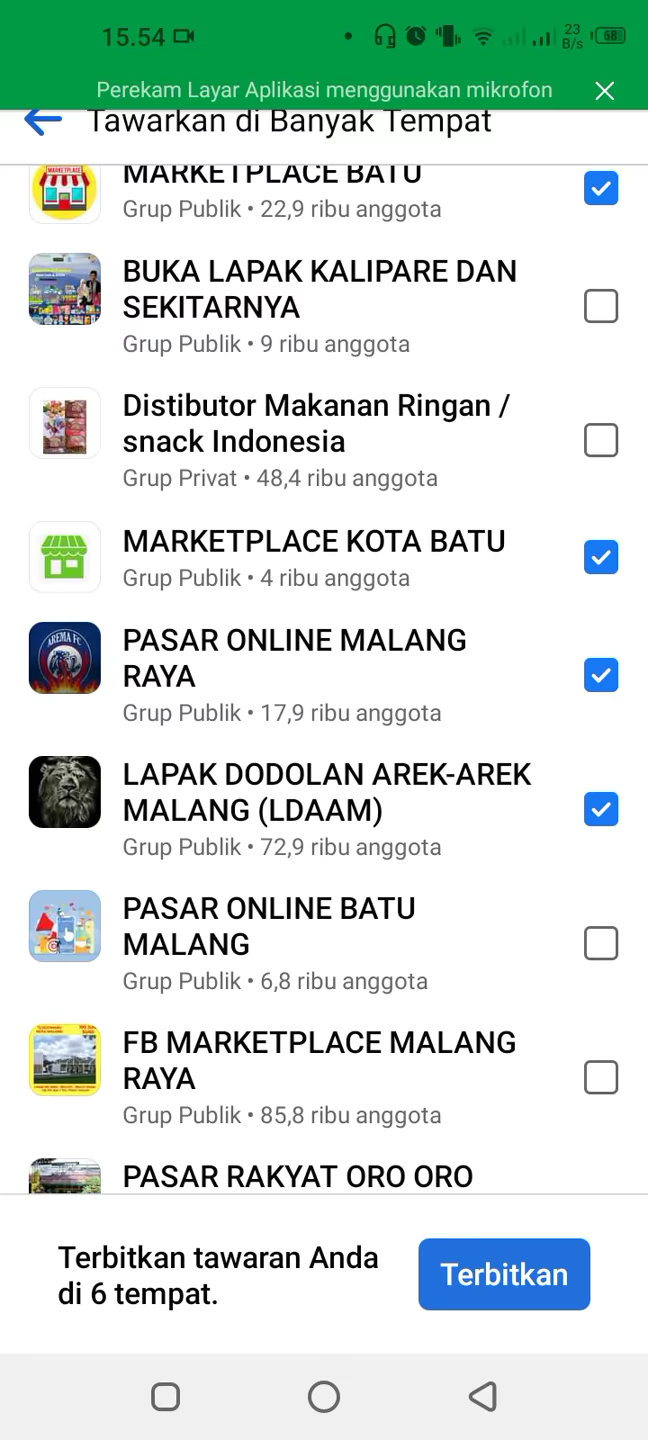 15.54
23
B/s
68
Perekam Layar Aplikasi menggunakan mikrofon
Tawarkan di Banyak Tempat
MARKETPLACE
MARKETPLACE BATU
Grup Publik • 22,9 ribu anggota
BUKA LAPAK KALIPARE DAN
SEKITARNYA
Grup Publik • 9 ribu anggota
Distibutor Makanan Ringan /
snack Indonesia
Grup Privat • 48,4 ribu anggota
MARKETPLACE KOTA BATU
Grup Publik • 4 ribu anggota
AREMA FC
PASAR ONLINE MALANG
RAYA
Grup Publik • 17,9 ribu anggota
LAPAK DODOLAN AREK-AREK
MALANG (LDAAM)
Grup Publik • 72,9 ribu anggota
PASAR ONLINE BATU
MALANG
Grup Publik • 6,8 ribu anggota
FB MARKETPLACE MALANG
RAYA
Grup Publik • 85,8 ribu anggota
PASAR RAKYAT ORO ORO
Terbitkan tawaran Anda
di 6 tempat.
Terbitkan